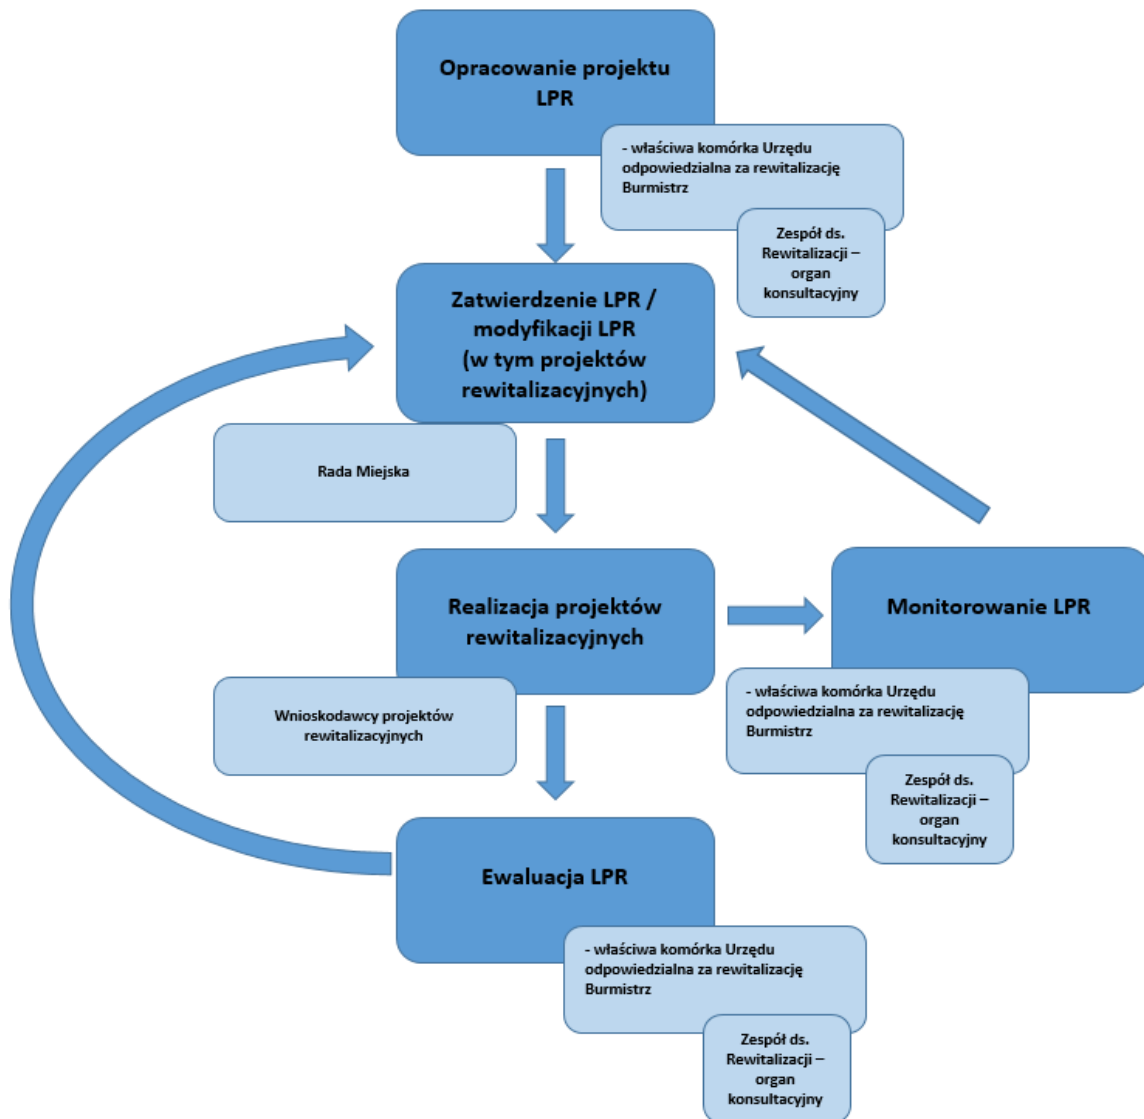 Opracowanie projektu
LPR
- właściwa komórka Urzędu
odpowiedzialna za rewitalizację
Burmistrz
Zespół ds.
Rewitalizacji –
organ
konsultacyjny
Zatwierdzenie LPR /
modyfikacji LPR
(w tym projektów
rewitalizacyjnych)
Rada Miejska
Realizacja projektów
rewitalizacyjnych
Wnioskodawcy projektów
rewitalizacyjnych
Monitorowanie LPR
- właściwa komórka Urzędu
odpowiedzialna za rewitalizację
Burmistrz
Zespół ds.
Rewitalizacji –
organ
konsultacyjny
Ewaluacja LPR
- właściwa komórka Urzędu
odpowiedzialna za rewitalizację
Burmistrz
Zespół ds.
Rewitalizacji –
organ
konsultacyjny